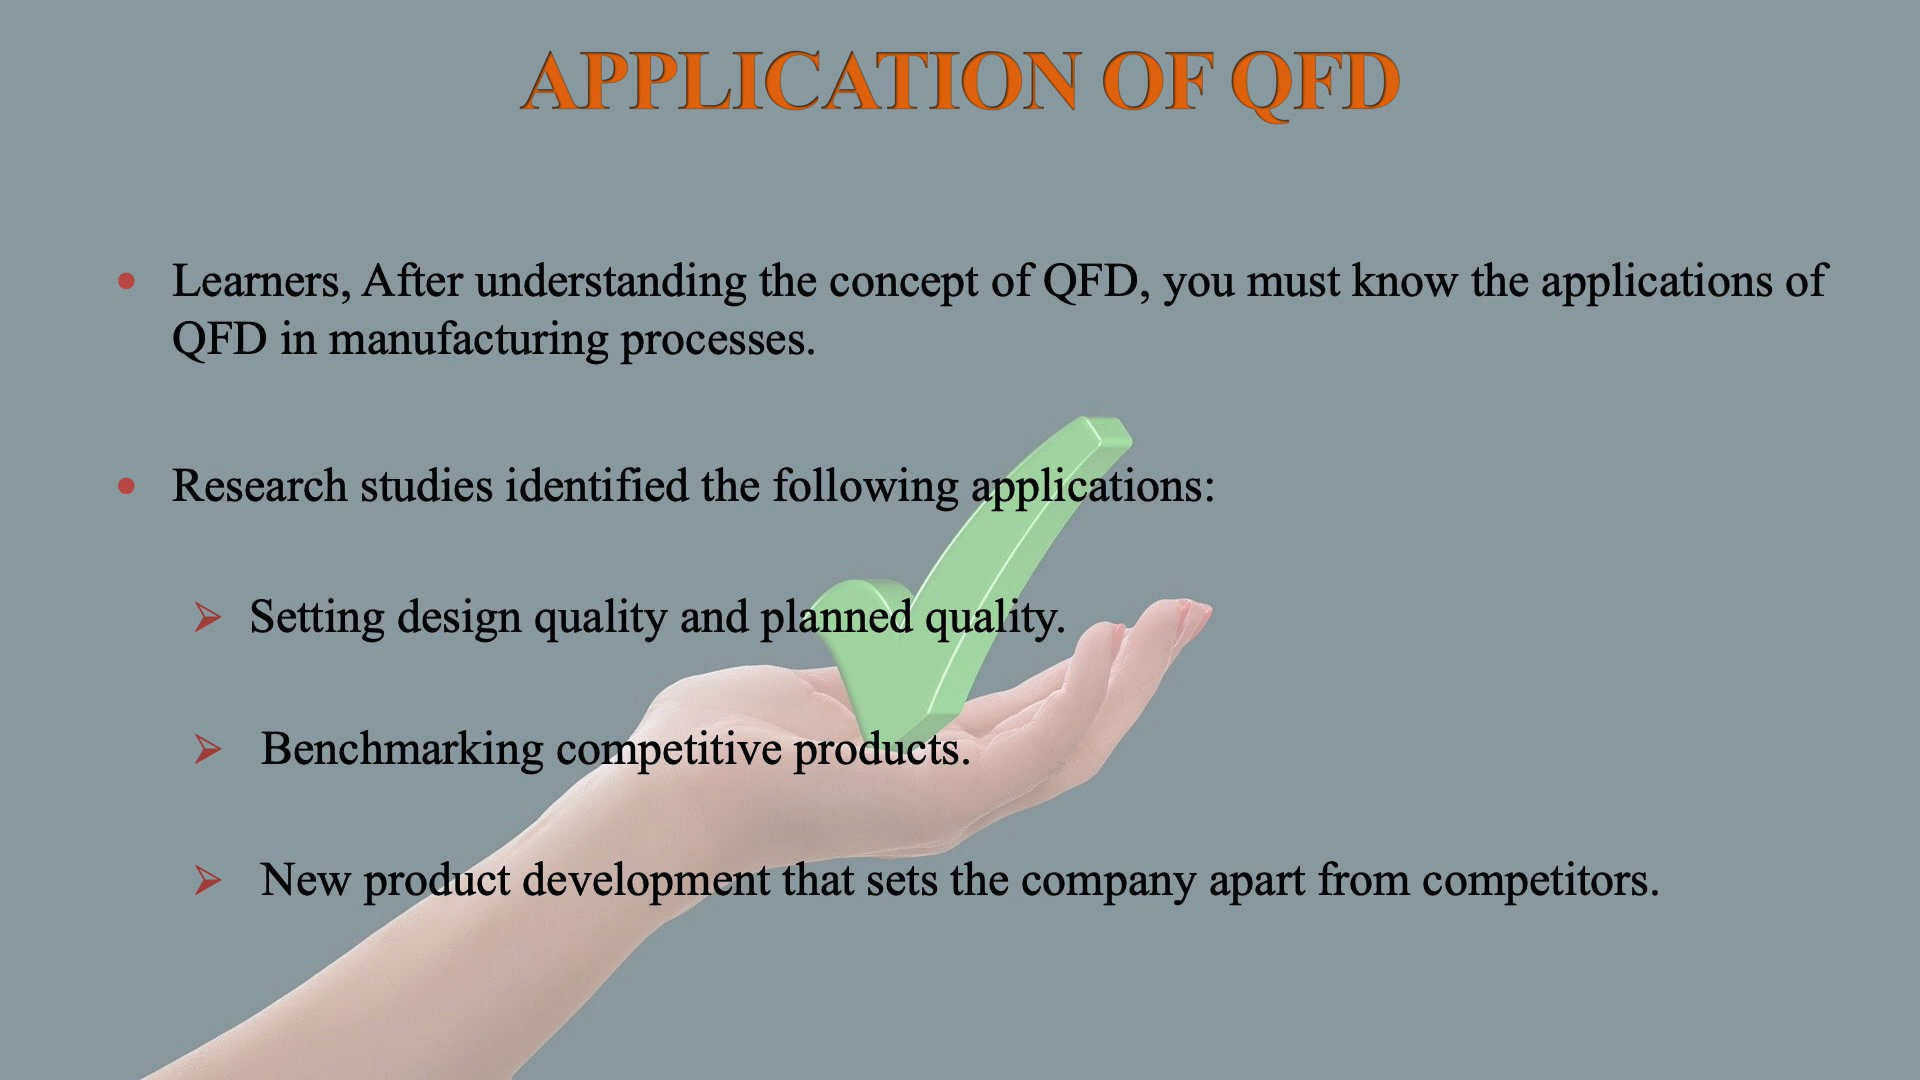 APPLICATION OF QFD
• Learners, After understanding the concept of QFD, you must know the applications of
QFD in manufacturing processes.
• Research studies identified the following applications:
➢ Setting design quality and planned quality.
➢ Benchmarking competitive products.
➢ New product development that sets the company apart from competitors.